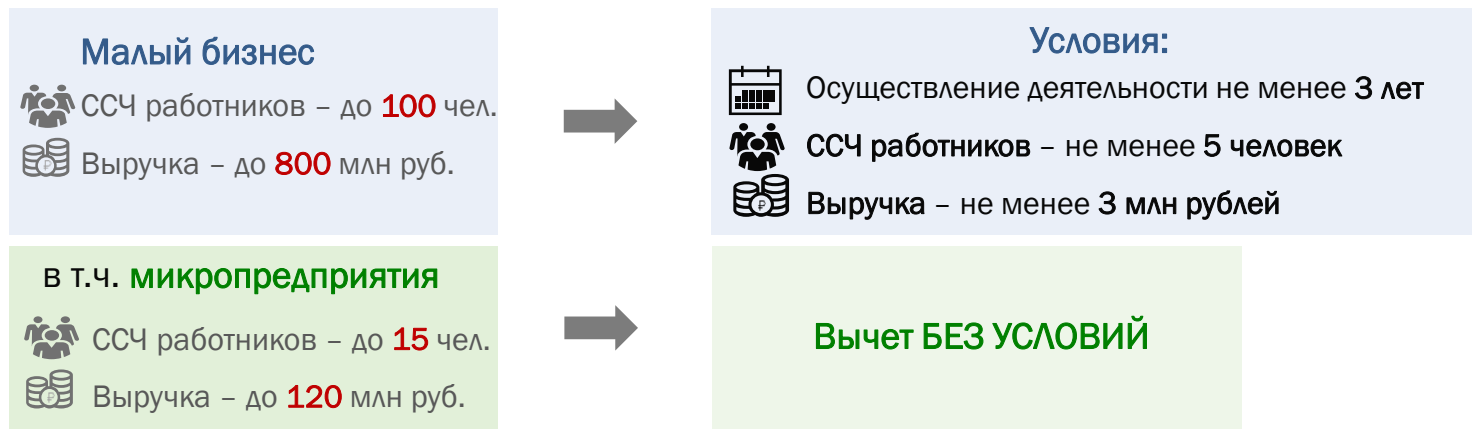 Малый бизнес
ССЧ работников – до 100 чел.
Выручка – до 800 млн руб.
Условия:
Осуществление деятельности не менее 3 лет
ССЧ работников – не менее 5 человек
Выручка – не менее 3 млн рублей
в т.ч. микропредприятия
ССЧ работников – до 15 чел.
Выручка – до 120 млн руб.
Вычет БЕЗ УСЛОВИЙ